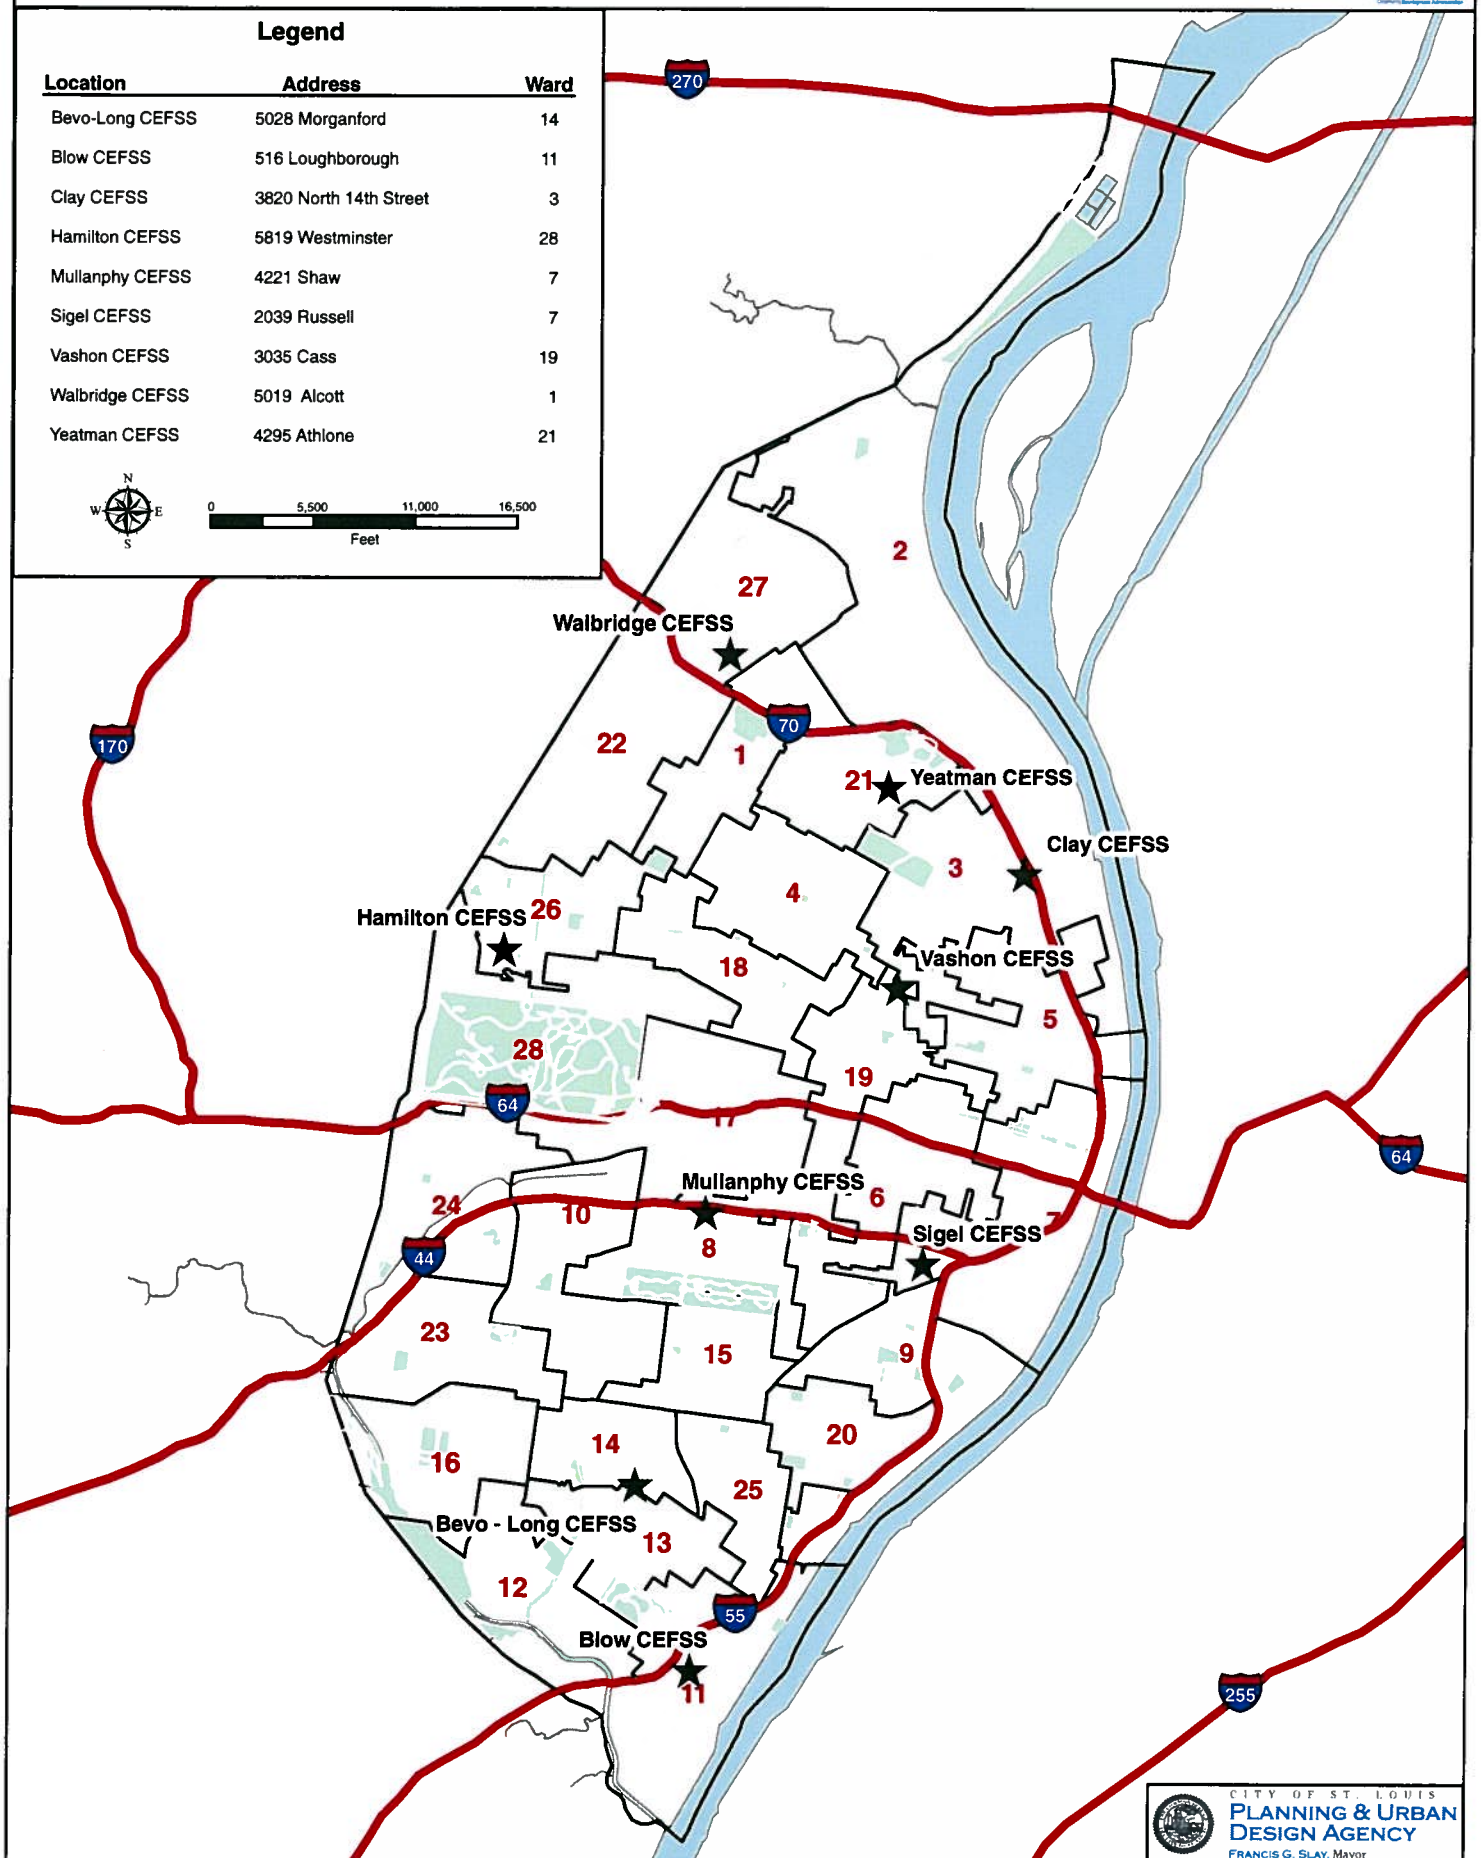 Legend
Location Address Ward
Bevo-Long CEFSS 5028 Morganford 14
Blow CEFSS 516 Loughborough 11
Clay CEFSS 3820 North 14th Street 3
Hamilton CEFSS 5819 Westminster 28
Mullanphy CEFSS 4221 Shaw 7
Sigel CEFSS 2039 Russell 7
Vashon CEFSS 3035 Cass 19
Walbridge CEFSS 5019 Alcott 1
Yeatman CEFSS 4295 Athlone 21
N
W E
S
0 5,500 11,000 16,500
Feet
270
2
27
Walbridge CEFSS
70
170
22
1
21
Yeatman CEFSS
Clay CEFSS
3
4
Hamilton CEFSS
26
18
Vashon CEFSS
5
28
19
64
17
64
Mullanphy CEFSS
6
24
10
7
Sigel CEFSS
8
44
23
15
9
20
14
16
25
Bevo - Long CEFSS
13
12
55
Blow CEFSS
11
255
CITY OF ST. LOUIS
PLANNING & URBAN
DESIGN AGENCY
FRANCIS G. SLAY, Mayor